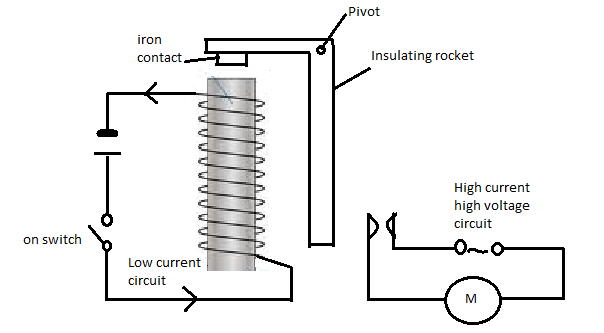 Pivot
iron
contact
Insulating rocket
High current
high voltage
circuit
on switch
Low current
circuit
M